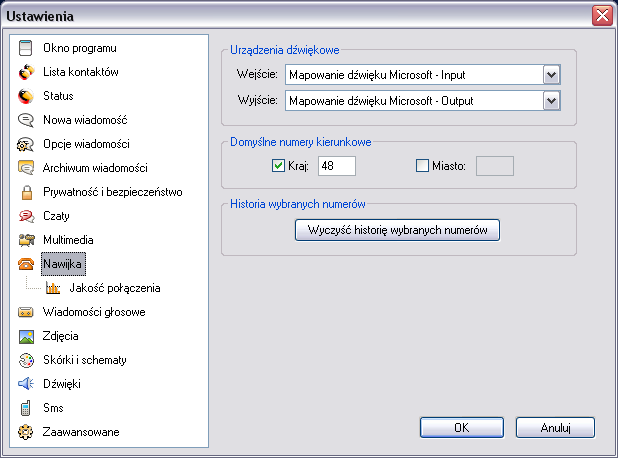 Ustawienia
Okno programu
Lista kontaktów
Status
Nowa wiadomość
Opcje wiadomości
Archiwum wiadomości
Prywatność i bezpieczeństwo
Czaty
Multimedia
Nawijka
Jakość połączenia
Wiadomości głosowe
Zdjęcia
Skórki i schematy
Dźwięki
Sms
Zaawansowane
Urządzenia dźwiękowe
Wejście: Mapowanie dźwięku Microsoft - Input
Wyjście: Mapowanie dźwięku Microsoft - Output
Domyślne numery kierunkowe
Kraj: 48 Miasto:
Historia wybranych numerów
Wyczyść historię wybranych numerów
OK Anuluj